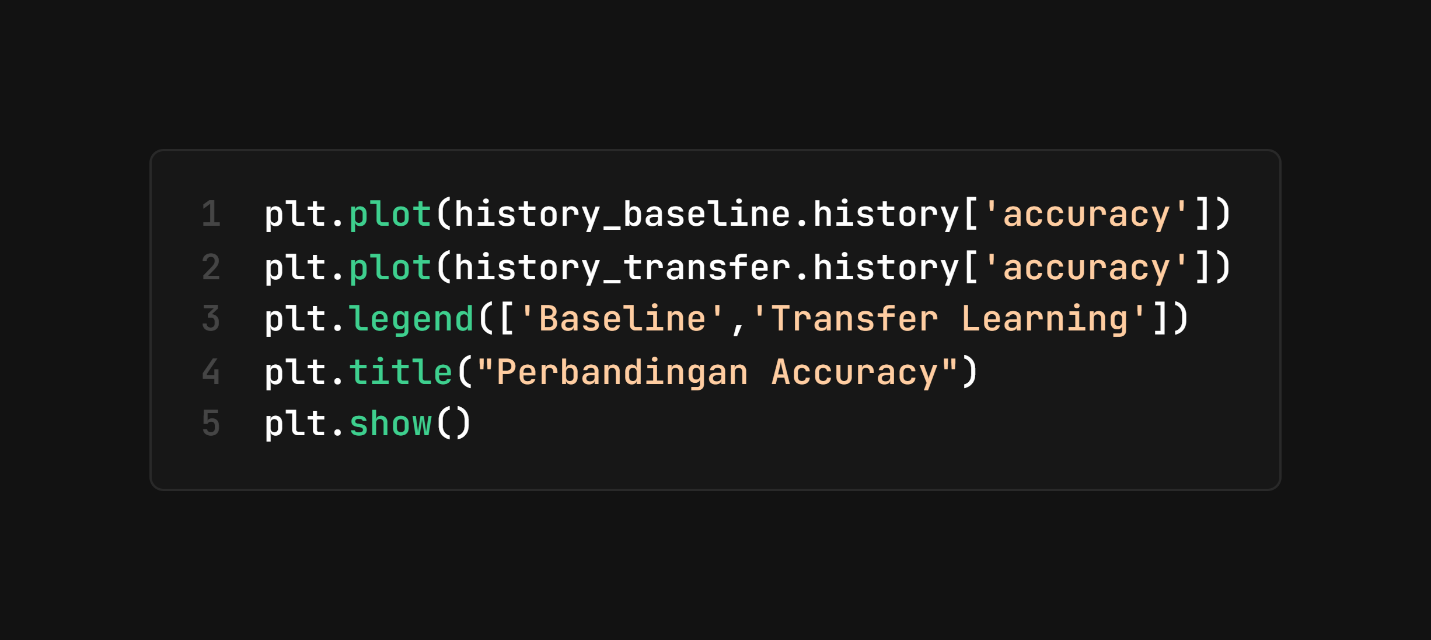 1 plt.plot(history_baseline.history['accuracy'])
2 plt.plot(history_transfer.history['accuracy'])
3 plt.legend(['Baseline','Transfer Learning'])
4 plt.title("Perbandingan Accuracy")
5 plt.show()